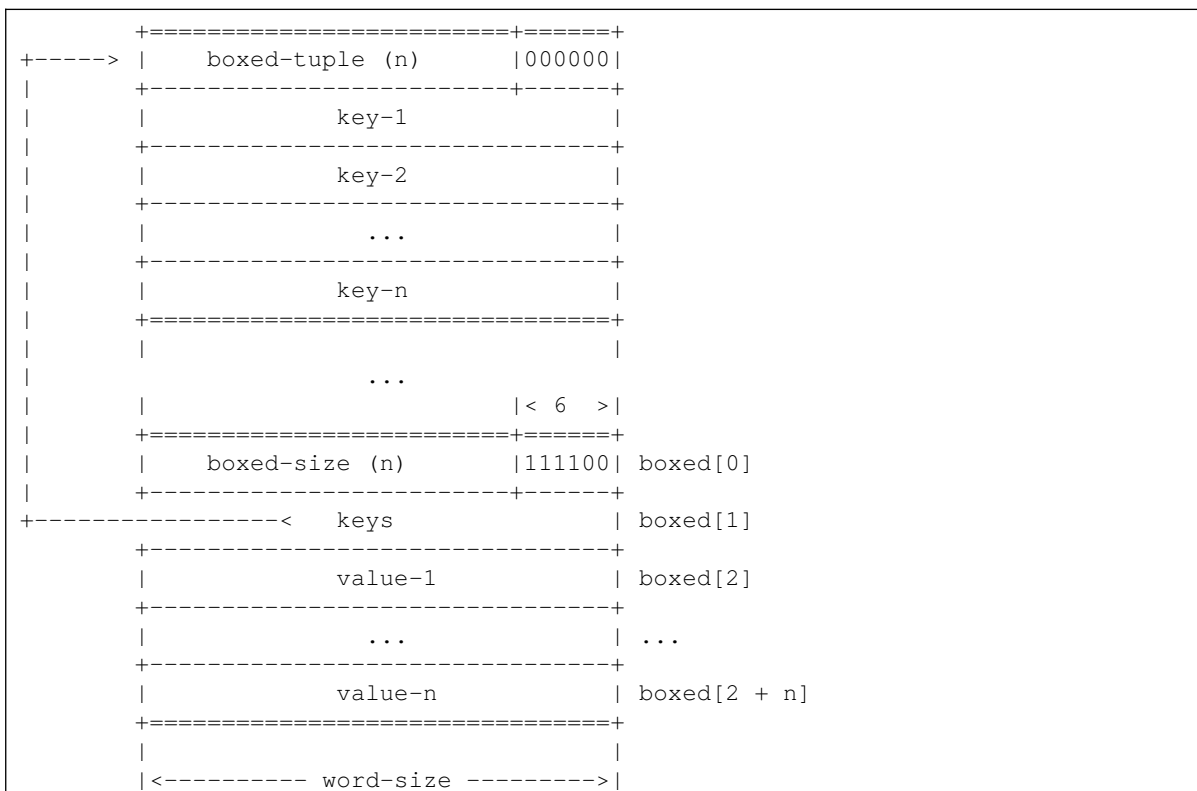 +=========================+======+
+-----> |    boxed-tuple (n)      |000000|
|       +-------------------------+------+
|       |             key-1              |
|       +--------------------------------+
|       |             key-2              |
|       +--------------------------------+
|       |               ...              |
|       +--------------------------------+
|       |             key-n              |
|       +================================+
|       |                                |
|                       ...
|       |                         |< 6  >|
|       +=========================+======+
|       |    boxed-size (n)       |111100| boxed[0]
|       +-------------------------+------+
+-----------------<   keys               | boxed[1]
        +--------------------------------+
        |             value-1            | boxed[2]
        +--------------------------------+
        |               ...              | ...
        +--------------------------------+
        |             value-n            | boxed[2 + n]
        +================================+
        |                                |
        |<---------- word-size --------->|